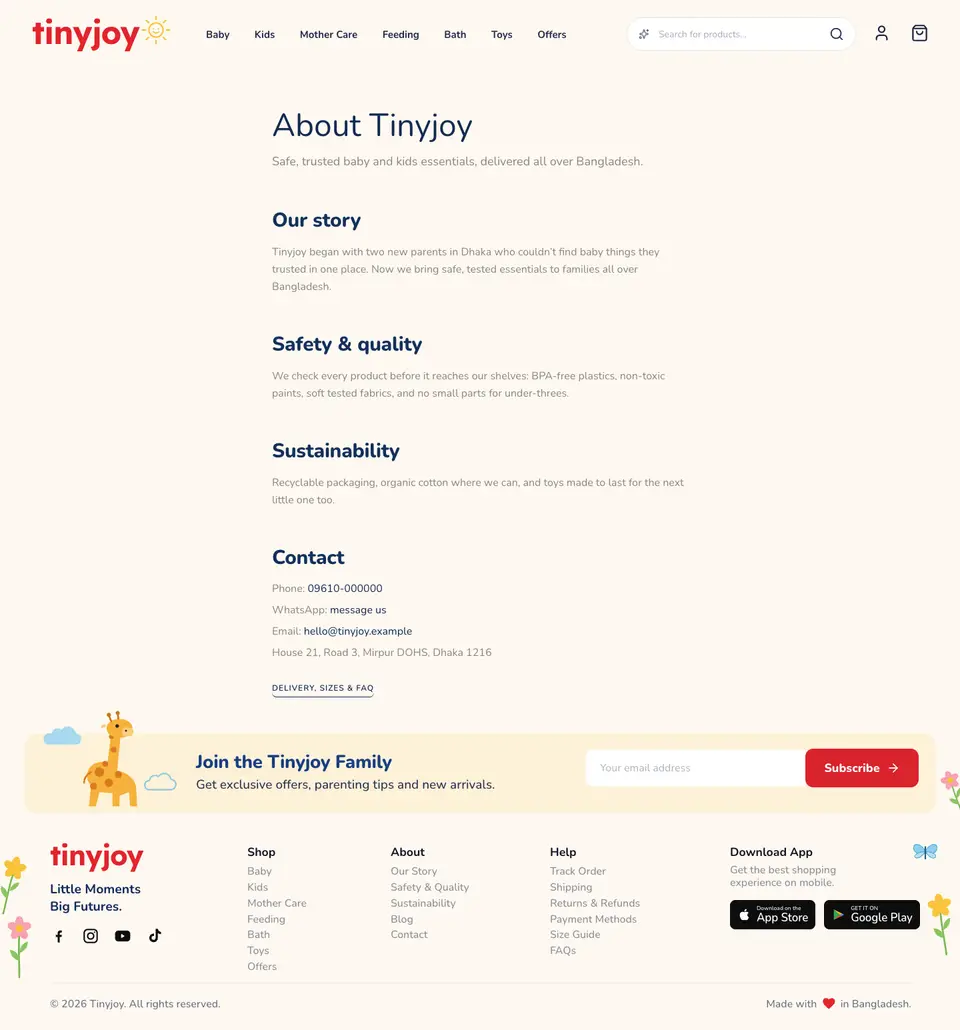 tinyjoy
Baby
Kids
Mother Care
Feeding
Bath
Toys
Offers
Search for products...
About Tinyjoy
Safe, trusted baby and kids essentials, delivered all over Bangladesh.
Our story
Tinyjoy began with two new parents in Dhaka who couldn't find baby things they
trusted in one place. Now we bring safe, tested essentials to families all over
Bangladesh.
Safety & quality
We check every product before it reaches our shelves: BPA-free plastics, non-toxic
paints, soft tested fabrics, and no small parts for under-threes.
Sustainability
Recyclable packaging, organic cotton where we can, and toys made to last for the next
little one too.
Contact
Phone: 09610-000000
WhatsApp: message us
Email: hello@tinyjoy.example
House 21, Road 3, Mirpur DOHS, Dhaka 1216
DELIVERY, SIZES & FAQ
Join the Tinyjoy Family
Get exclusive offers, parenting tips and new arrivals.
Your email address
Subscribe
tinyjoy
Little Moments
Big Futures.
Shop
Baby
Kids
Mother Care
Feeding
Bath
Toys
Offers
About
Our Story
Safety & Quality
Sustainability
Blog
Contact
Help
Track Order
Shipping
Returns & Refunds
Payment Methods
Size Guide
FAQs
Download App
Get the best shopping
experience on mobile.
Download on the
App Store
GET IT ON
Google Play
© 2026 Tinyjoy. All rights reserved.
Made with ❤ in Bangladesh.